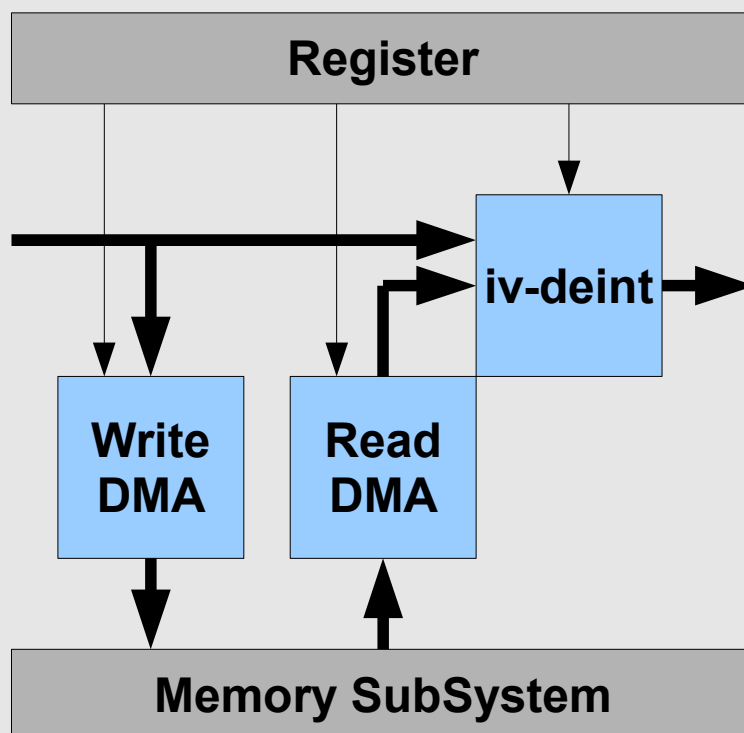 Register
iv-deint
Write
DMA
Read
DMA
Memory SubSystem